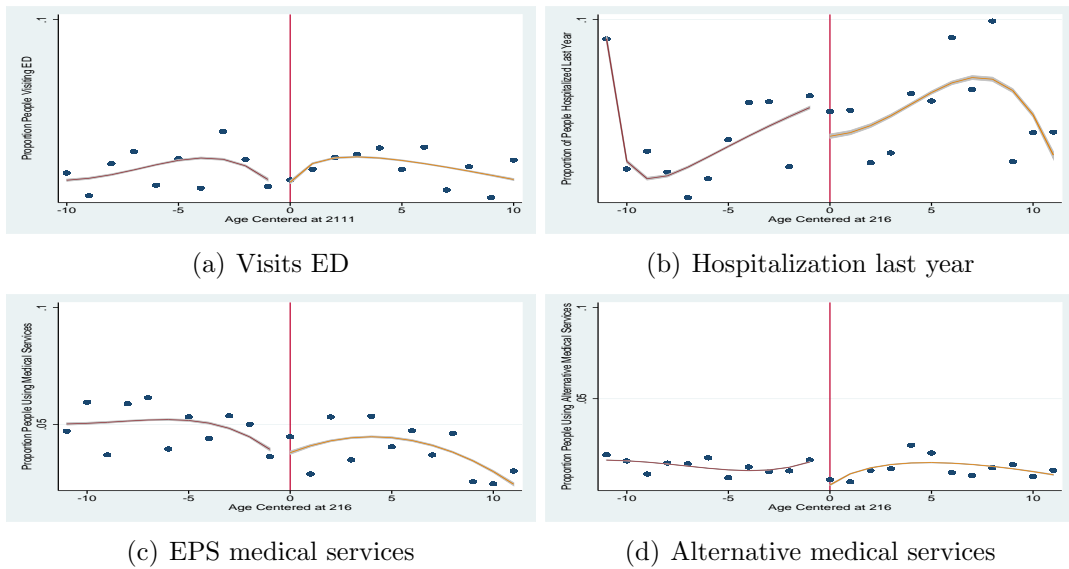 .1
Proportion People Visiting ED
-10 -5 0 5 10
Age Centered at 2111
(a) Visits ED
.1
Proportion of People Hospitalized Last Year
-10 -5 0 5 10
Age Centered at 216
(b) Hospitalization last year
.1
.05
Proportion People Using Medical Services
-10 -5 0 5 10
Age Centered at 216
(c) EPS medical services
.1
.05
Proportion People Using Alternative Medical Services
-10 -5 0 5 10
Age Centered at 216
(d) Alternative medical services